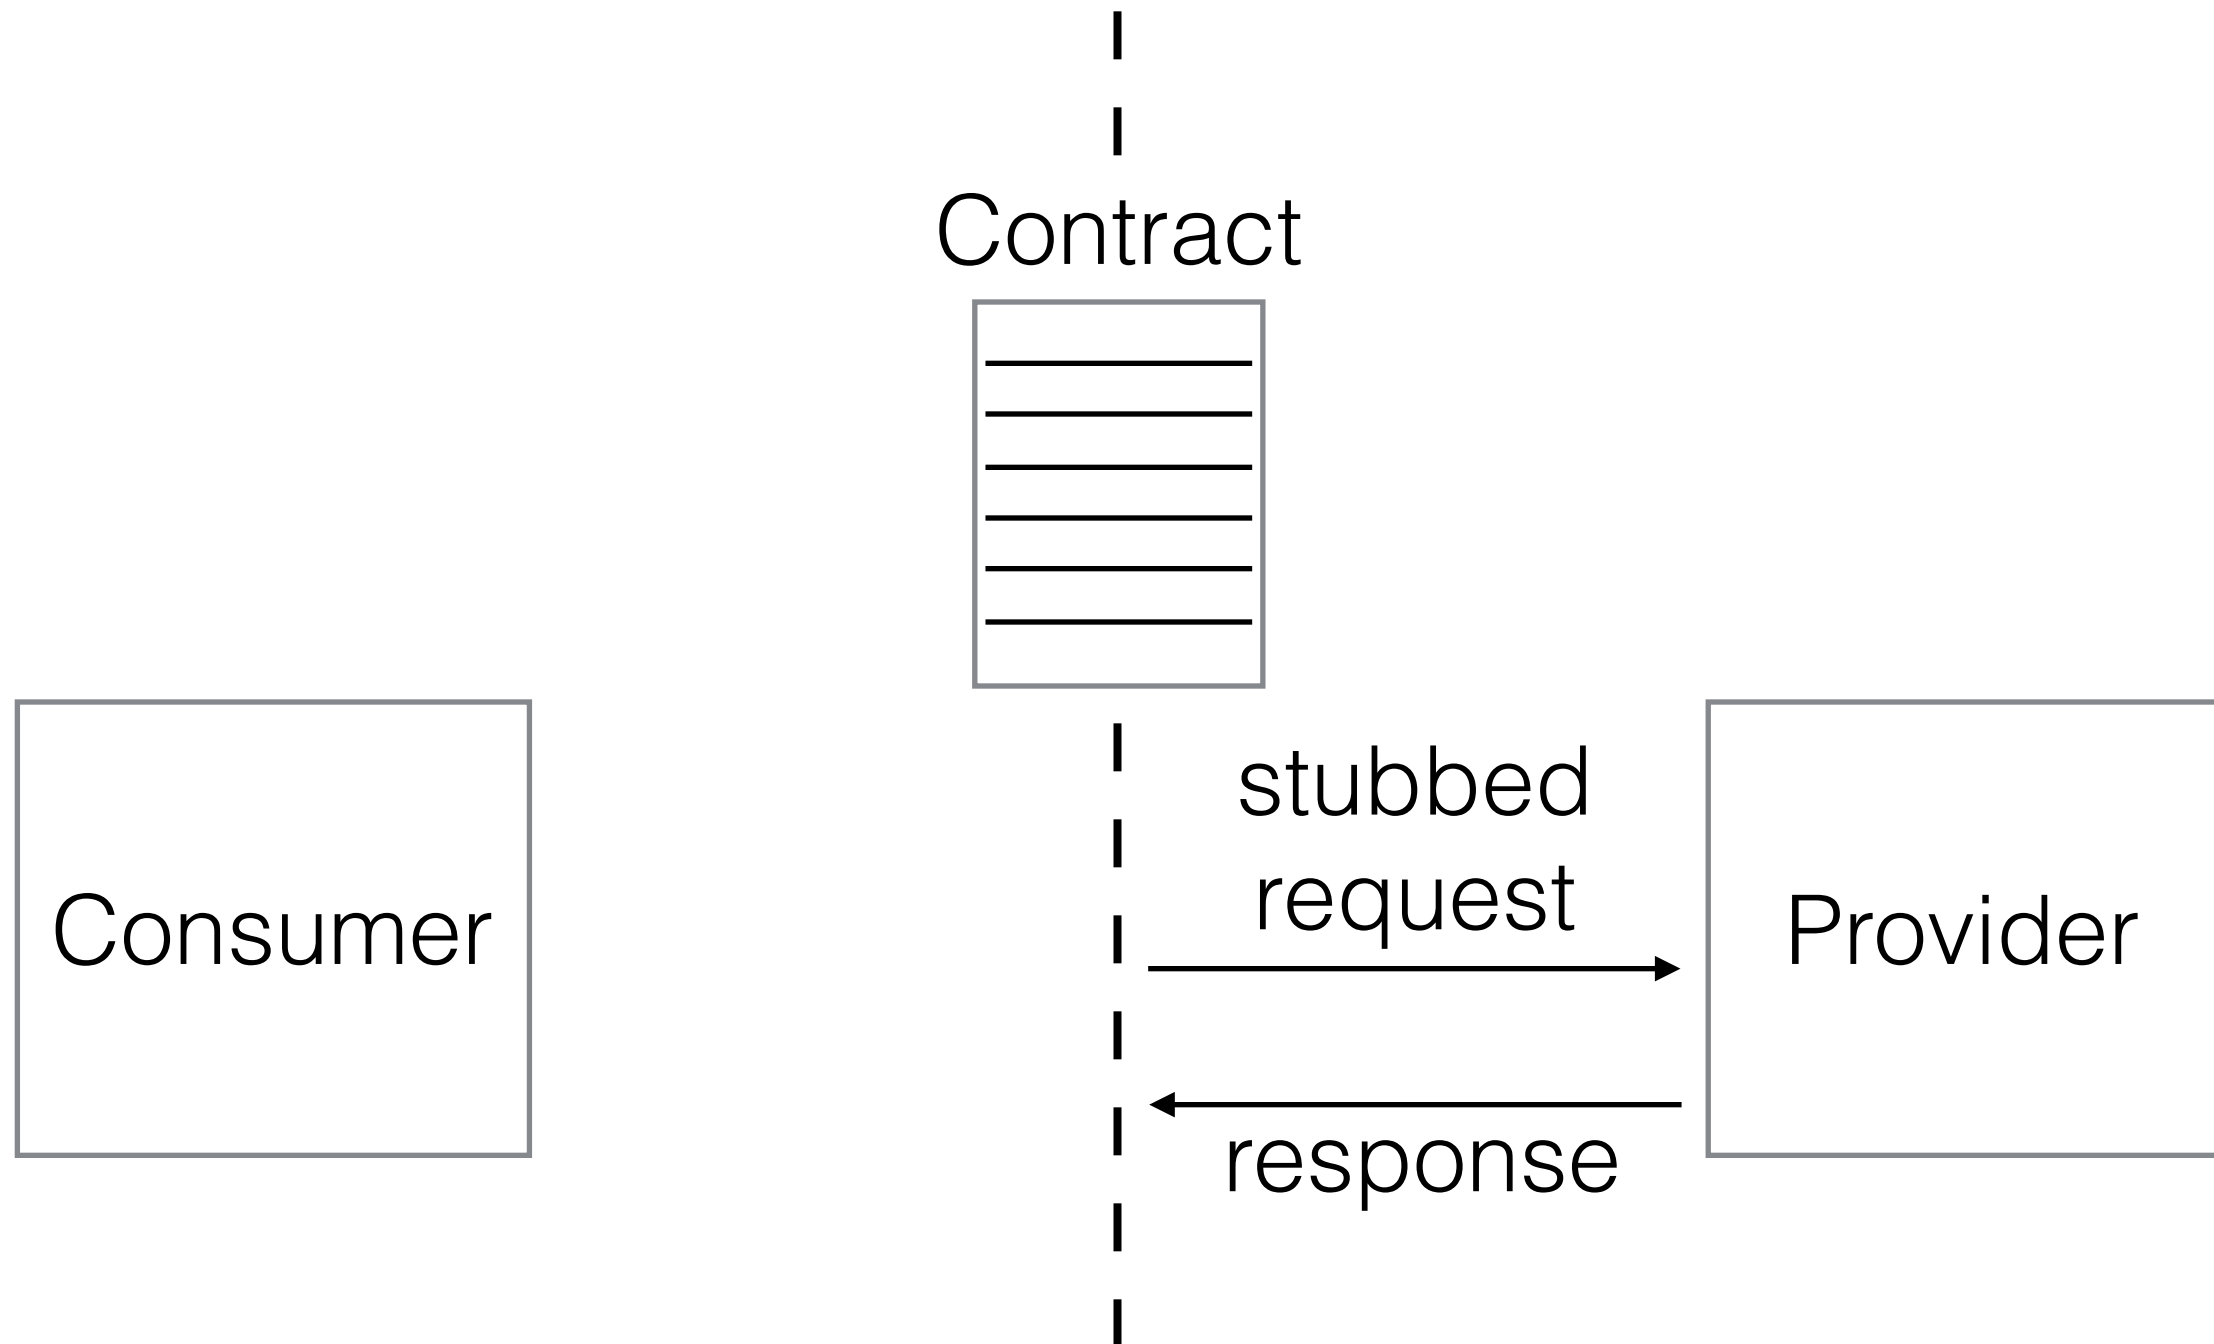 Contract
stubbed
request
Consumer
Provider
response